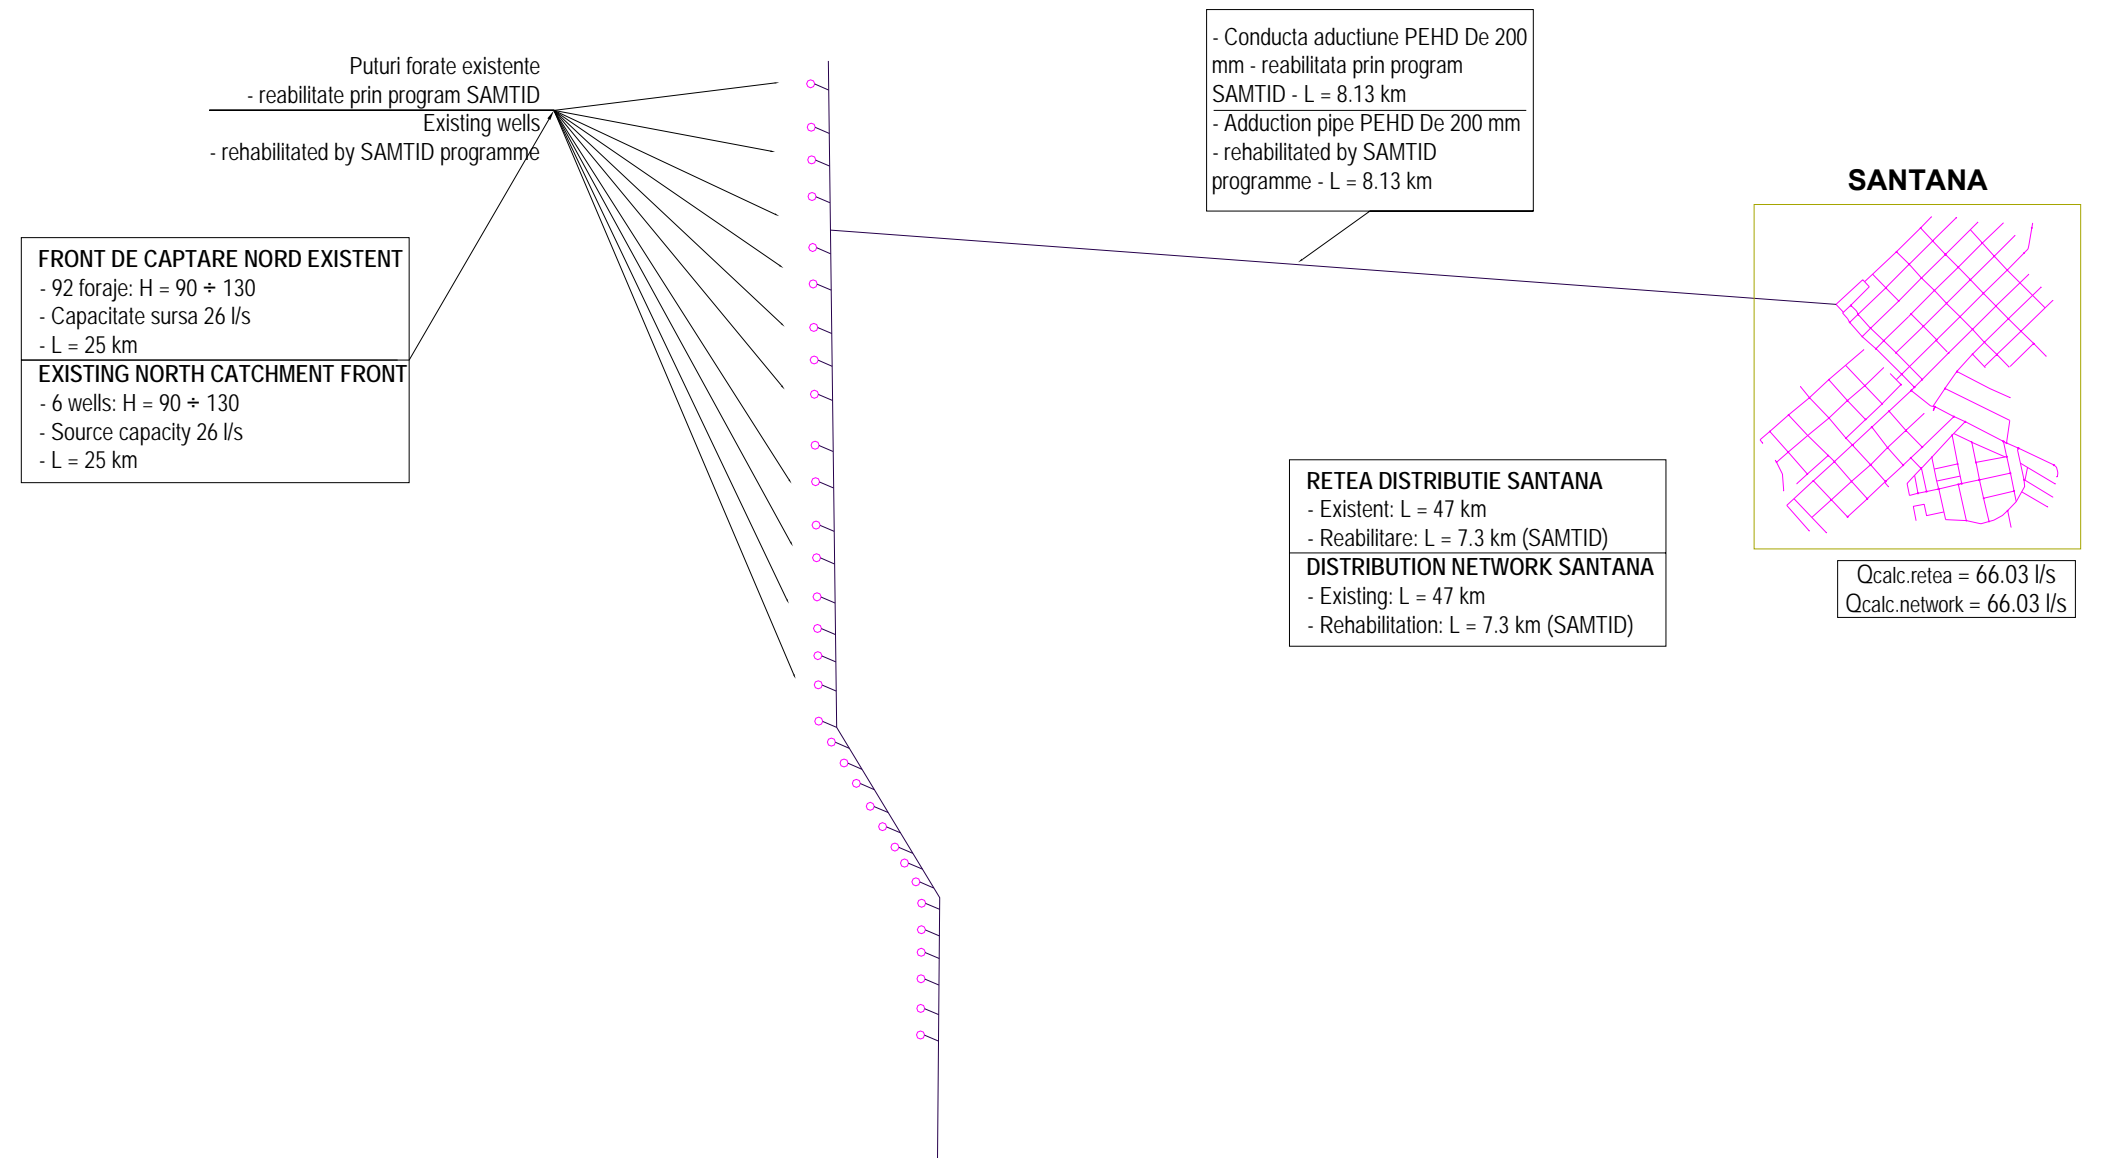 Puturi forate existente
- reabilitate prin program SAMTID
Existing wells
- rehabilitated by SAMTID programme
FRONT DE CAPTARE NORD EXISTENT
- 92 foraje: H = 90 ÷ 130
- Capacitate sursa 26 l/s
- L = 25 km
EXISTING NORTH CATCHMENT FRONT
- 6 wells: H = 90 ÷ 130
- Source capacity 26 l/s
- L = 25 km
- Conducta aductiune PEHD De 200
mm - reabilitata prin program
SAMTID - L = 8.13 km
- Adduction pipe PEHD De 200 mm
- rehabilitated by SAMTID
programme - L = 8.13 km
SANTANA
RETEA DISTRIBUTIE SANTANA
- Existent: L = 47 km
- Reabilitare: L = 7.3 km (SAMTID)
DISTRIBUTION NETWORK SANTANA
- Existing: L = 47 km
- Rehabilitation: L = 7.3 km (SAMTID)
Qcalc.retea = 66.03 l/s
Qcalc.network = 66.03 l/s